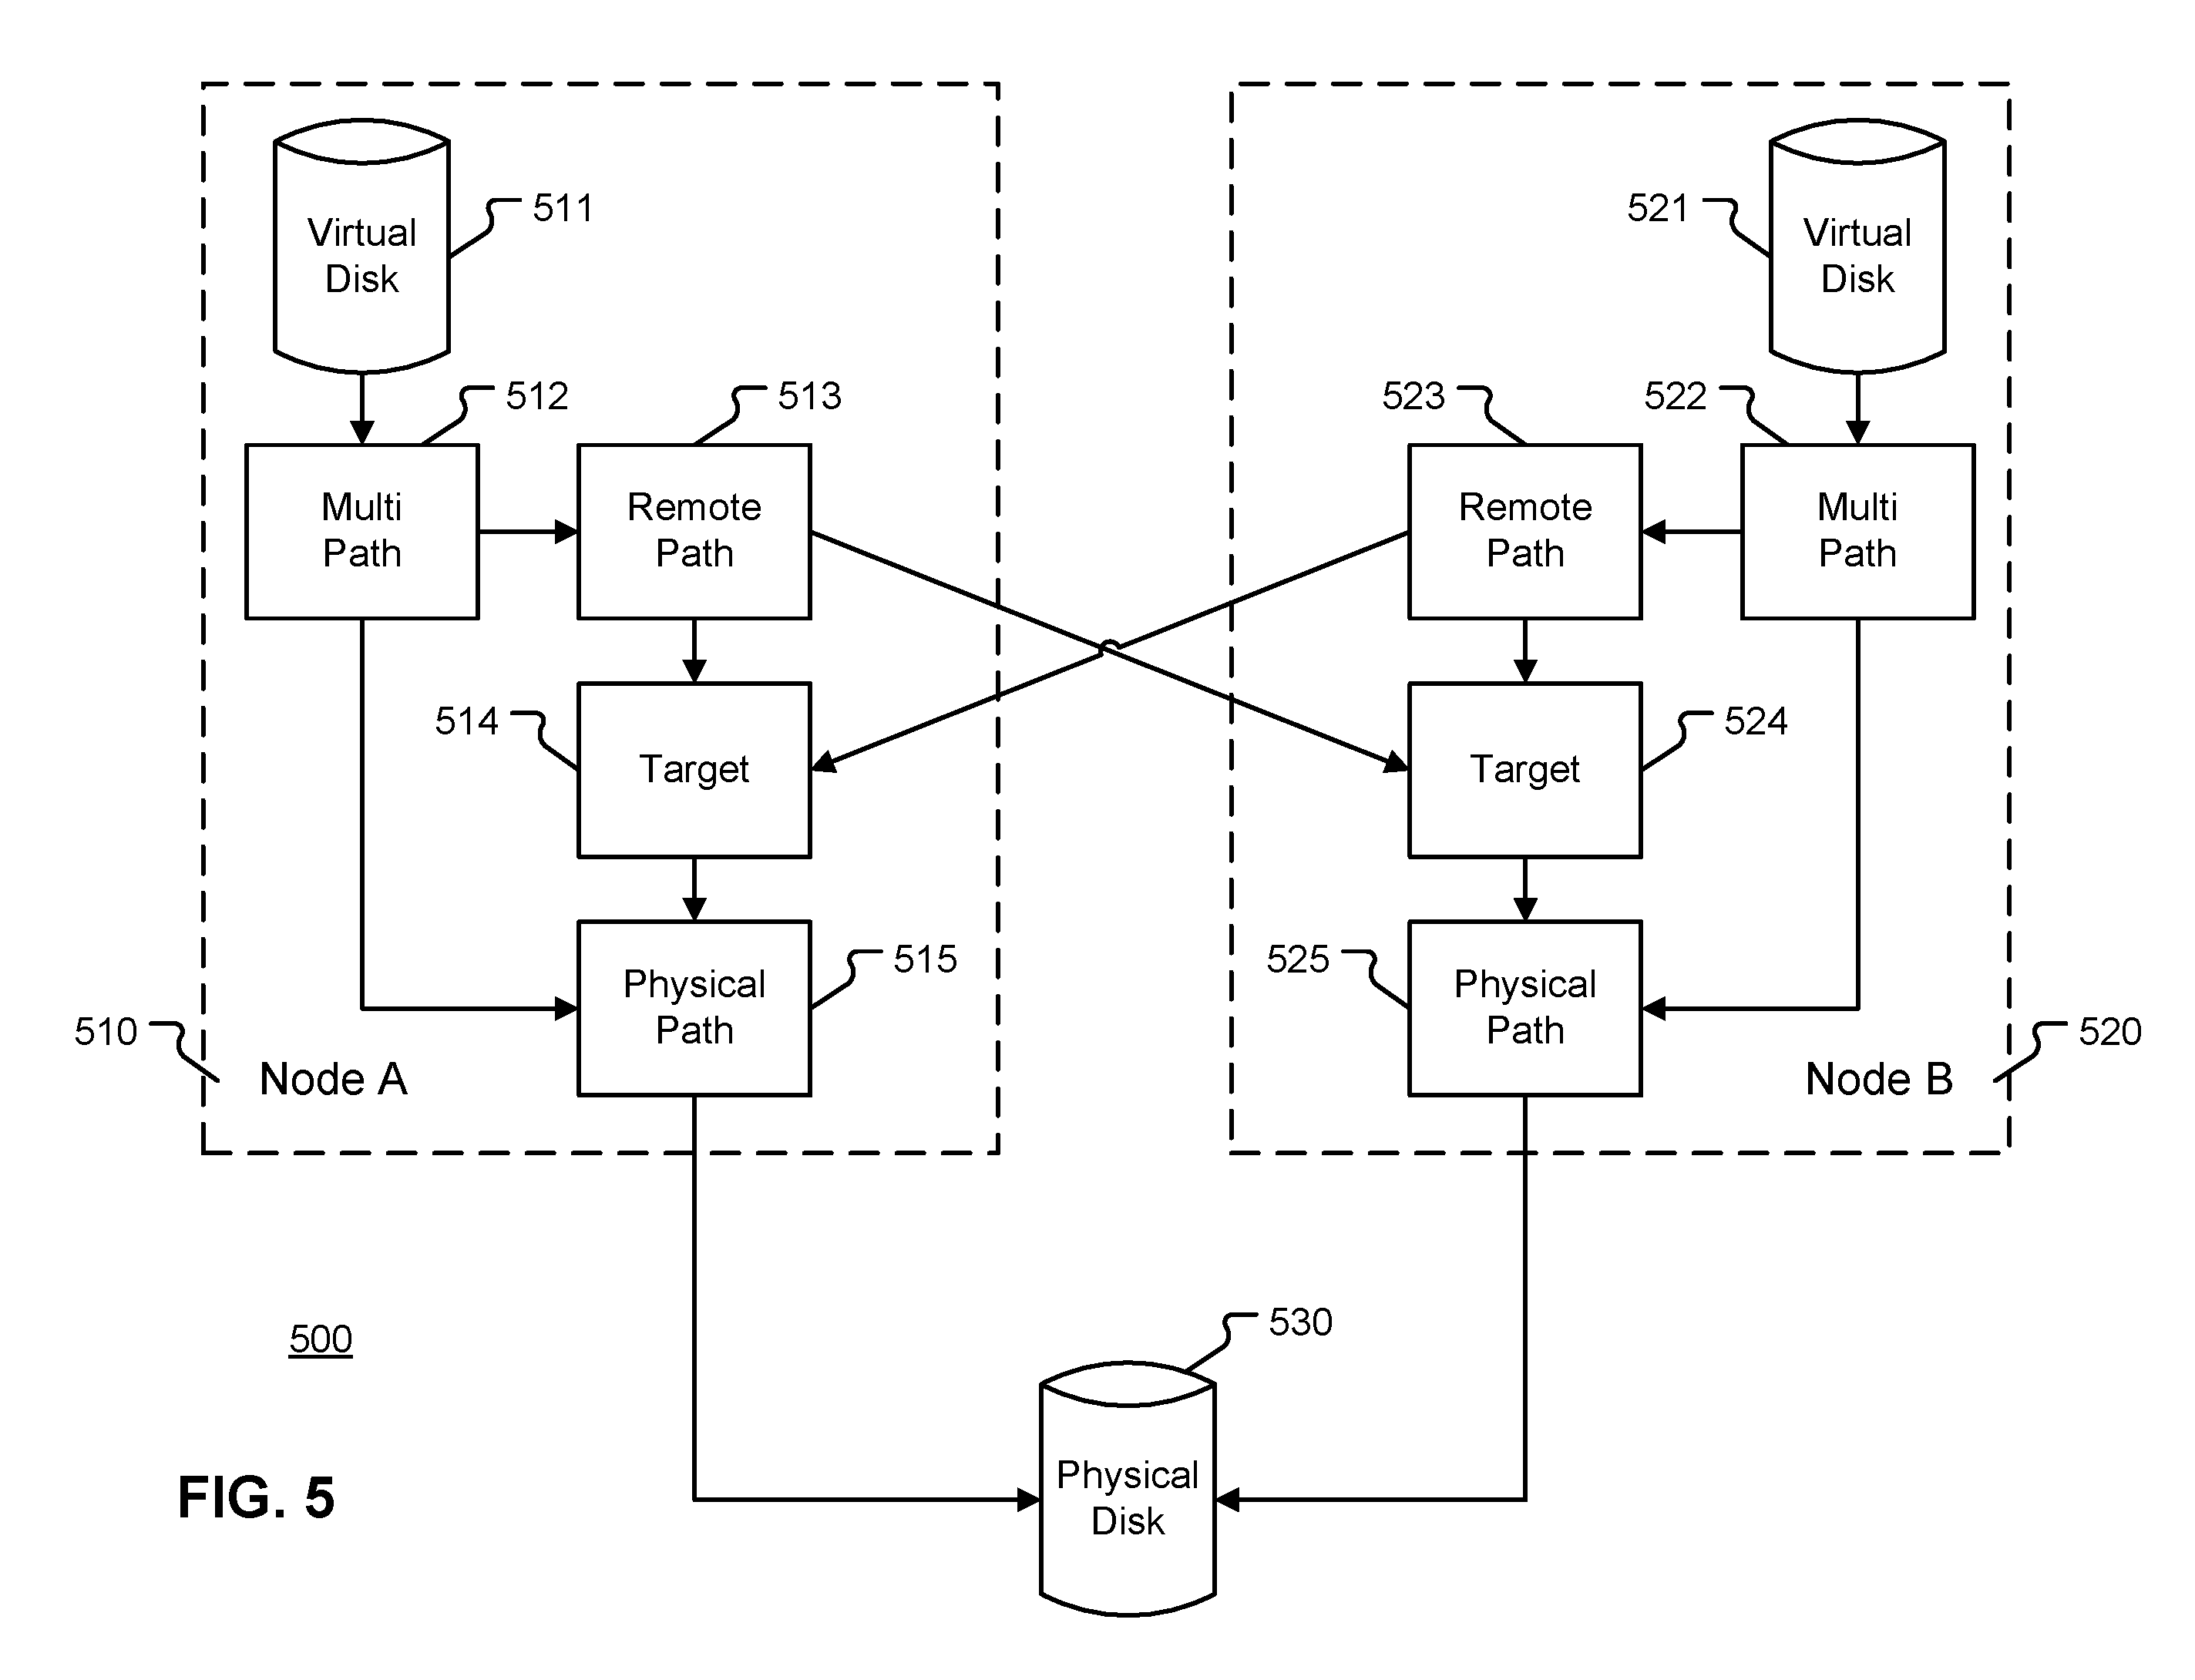 Virtual
Disk
511
521
Virtual
Disk
512
513
523
522
Multi
Path
Remote
Path
Remote
Path
Multi
Path
514
Target
Target
524
Physical
Path
515
525
Physical
Path
510
Node A
Node B
520
530
500
Physical
Disk
FIG. 5